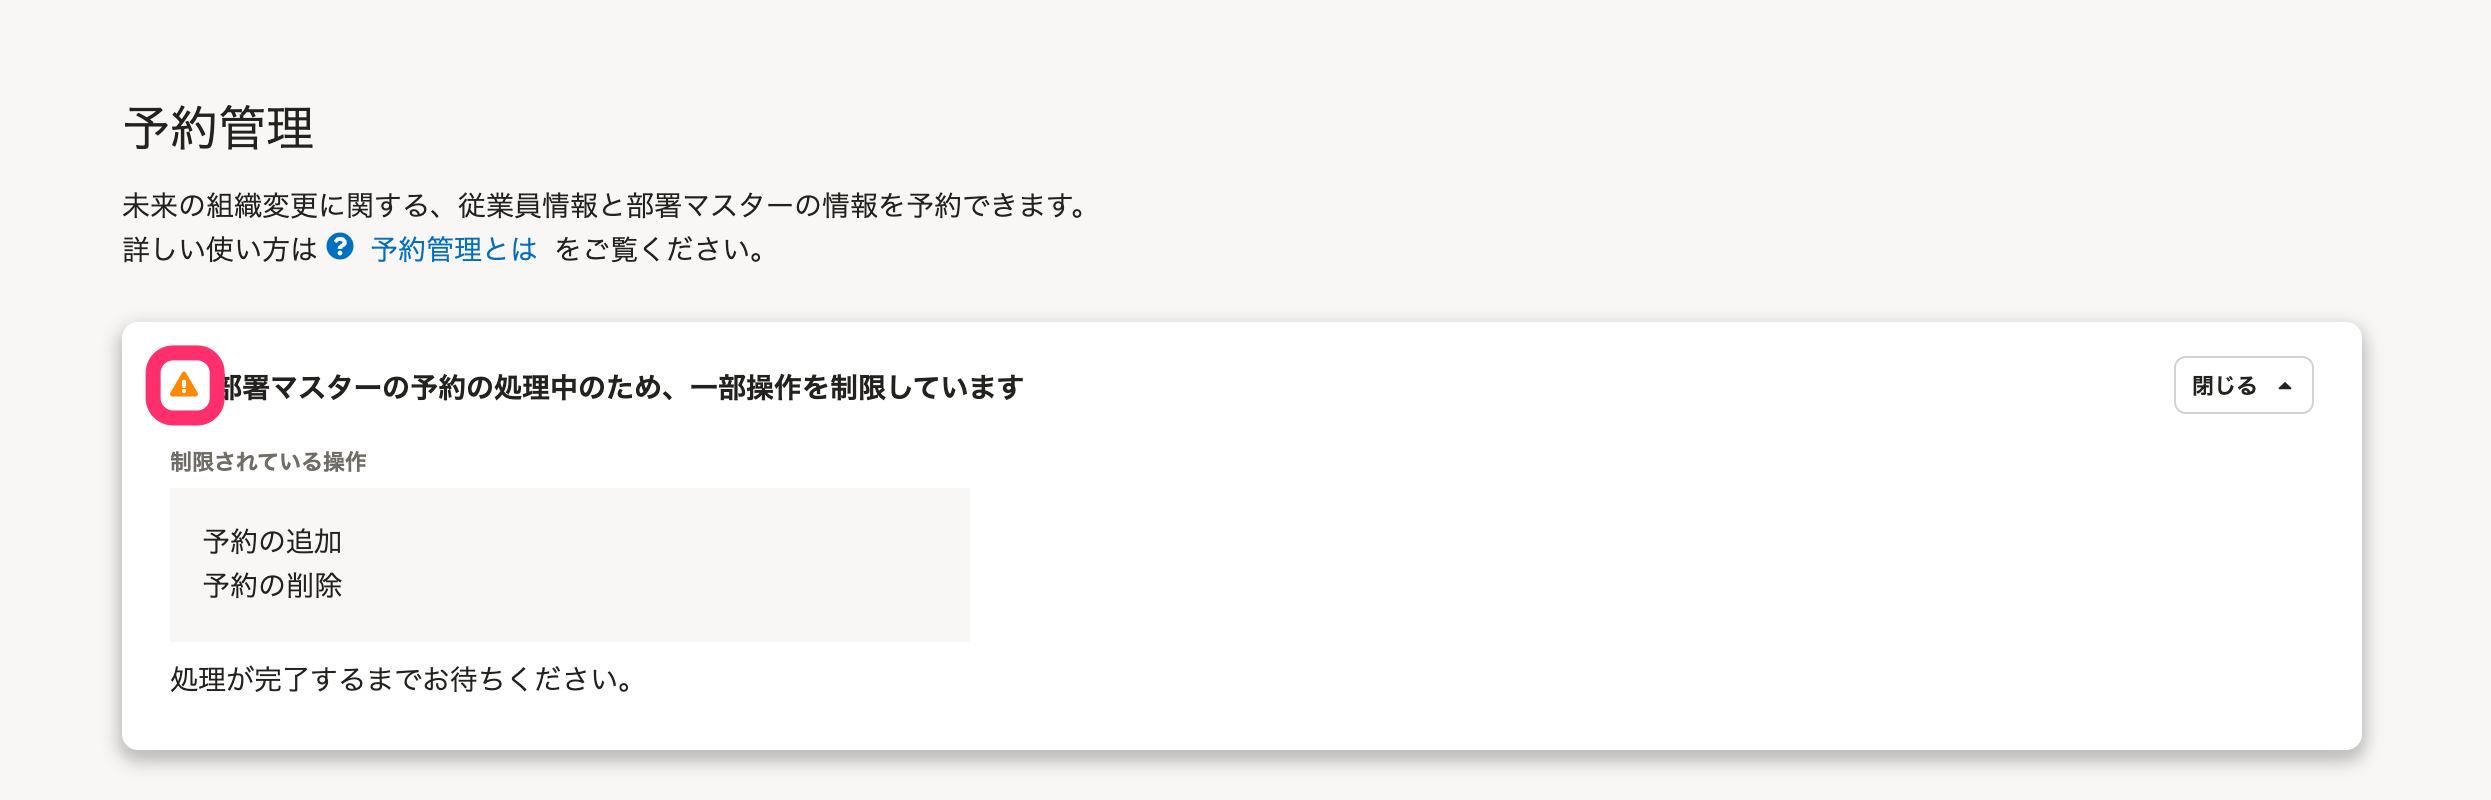 予約管理
未来の組織変更に関する、従業員情報と部署マスターの情報を予約できます。
詳しい使い方は 予約管理とは をご覧ください。
部署マスターの予約の処理中のため、一部操作を制限しています
閉じる
制限されている操作
予約の追加
予約の削除
処理が完了するまでお待ちください。